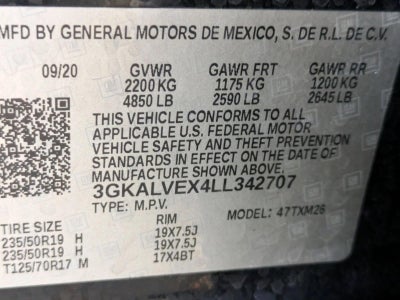 MFD BY GENERAL MOTORS DE MEXICO, S. DE R.L. DE C.V.
09/20 GVWR GAWR FRT GAWR RR
2200 KG 1175 KG 1200 KG
4850 LB 2590 LB 2645 LB
THIS VEHICLE CONFORMS TO ALL
APPLICABLE U.S. FEDERAL MOTOR
VEHICLE SAFETY AND THEFT PREVENTION
STANDARDS IN EFFECT ON THE DATE OF
MANUFACTURE SHOWN ABOVE.
3GKALVEX4LL342707
TYPE: M.P.V. MODEL: 47TXM26
TIRE SIZE RIM
235/50R19 H 19X7.5J
235/50R19 H 19X7.5J
T125/70R17 M 17X4BT